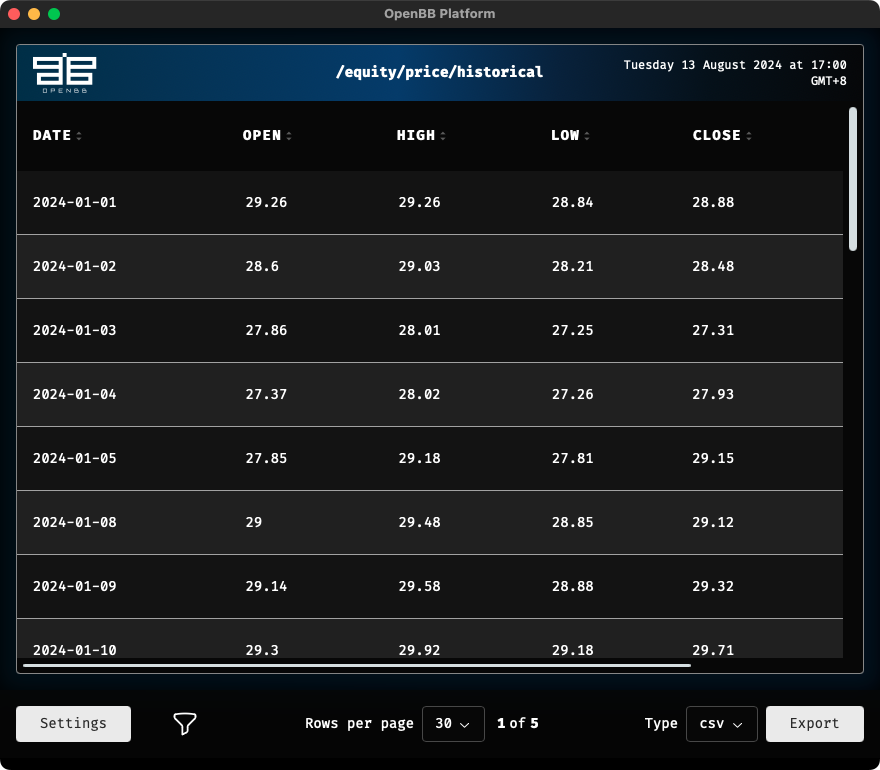 OpenBB Platform
OPENBB
/equity/price/historical
Tuesday 13 August 2024 at 17:00
GMT+8
DATE OPEN HIGH LOW CLOSE
2024-01-01 29.26 29.26 28.84 28.88
2024-01-02 28.6 29.03 28.21 28.48
2024-01-03 27.86 28.01 27.25 27.31
2024-01-04 27.37 28.02 27.26 27.93
2024-01-05 27.85 29.18 27.81 29.15
2024-01-08 29 29.48 28.85 29.12
2024-01-09 29.14 29.58 28.88 29.32
2024-01-10 29.3 29.92 29.18 29.71
Settings Rows per page 30 1 of 5 Type csv Export